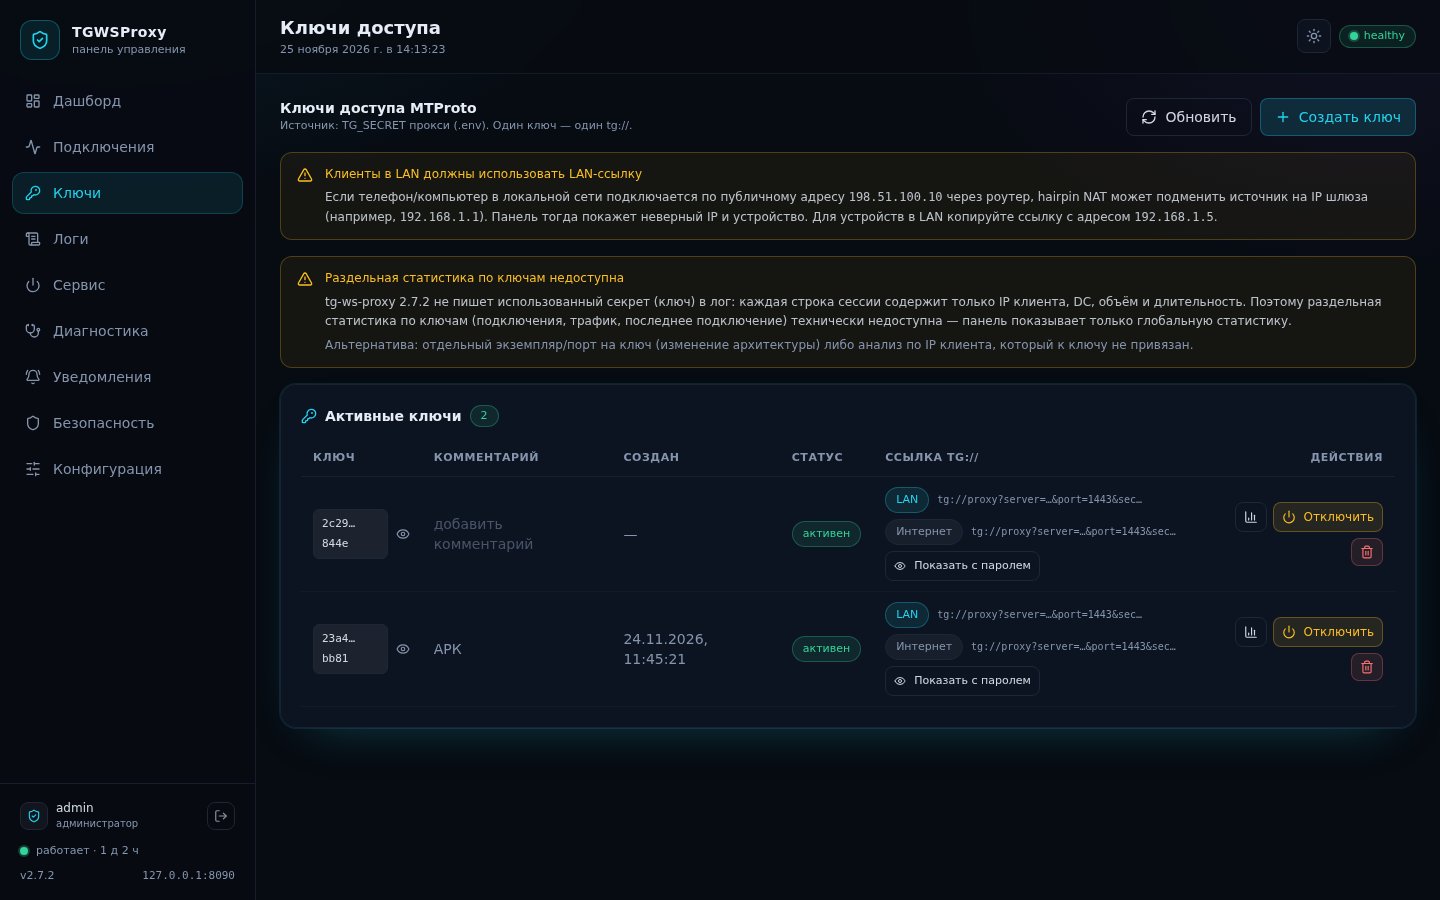 TGWSProxy
панель управления
Дашборд
Подключения
Ключи
Логи
Сервис
Диагностика
Уведомления
Безопасность
Конфигурация
admin
администратор
работает · 1 д 2 ч
v2.7.2
127.0.0.1:8090
Ключи доступа
25 ноября 2026 г. в 14:13:23
healthy
Ключи доступа MTProto
Источник: TG_SECRET прокси (.env). Один ключ — один tg://.
Обновить
Создать ключ
Клиенты в LAN должны использовать LAN-ссылку
Если телефон/компьютер в локальной сети подключается по публичному адресу 198.51.100.10 через роутер, hairpin NAT может подменить источник на IP шлюза
(например, 192.168.1.1). Панель тогда покажет неверный IP и устройство. Для устройств в LAN копируйте ссылку с адресом 192.168.1.5.
Раздельная статистика по ключам недоступна
tg-ws-proxy 2.7.2 не пишет использованный секрет (ключ) в лог: каждая строка сессии содержит только IP клиента, DC, объём и длительность. Поэтому раздельная
статистика по ключам (подключения, трафик, последнее подключение) технически недоступна — панель показывает только глобальную статистику.
Альтернатива: отдельный экземпляр/порт на ключ (изменение архитектуры) либо анализ по IP клиента, который к ключу не привязан.
Активные ключи 2
КЛЮЧ КОММЕНТАРИЙ СОЗДАН СТАТУС ССЫЛКА TG:// ДЕЙСТВИЯ
2c29…
844e
добавить
комментарий
—
активен
LAN tg://proxy?server=…&port=1443&sec…
Интернет tg://proxy?server=…&port=1443&sec…
Показать с паролем
Отключить
23a4…
bb81
АРК
24.11.2026,
11:45:21
активен
LAN tg://proxy?server=…&port=1443&sec…
Интернет tg://proxy?server=…&port=1443&sec…
Показать с паролем
Отключить